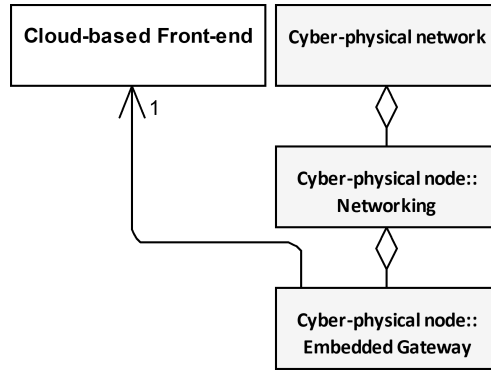 Cloud-based Front-end
Cyber-physical network
1
Cyber-physical node::
Networking
Cyber-physical node::
Embedded Gateway